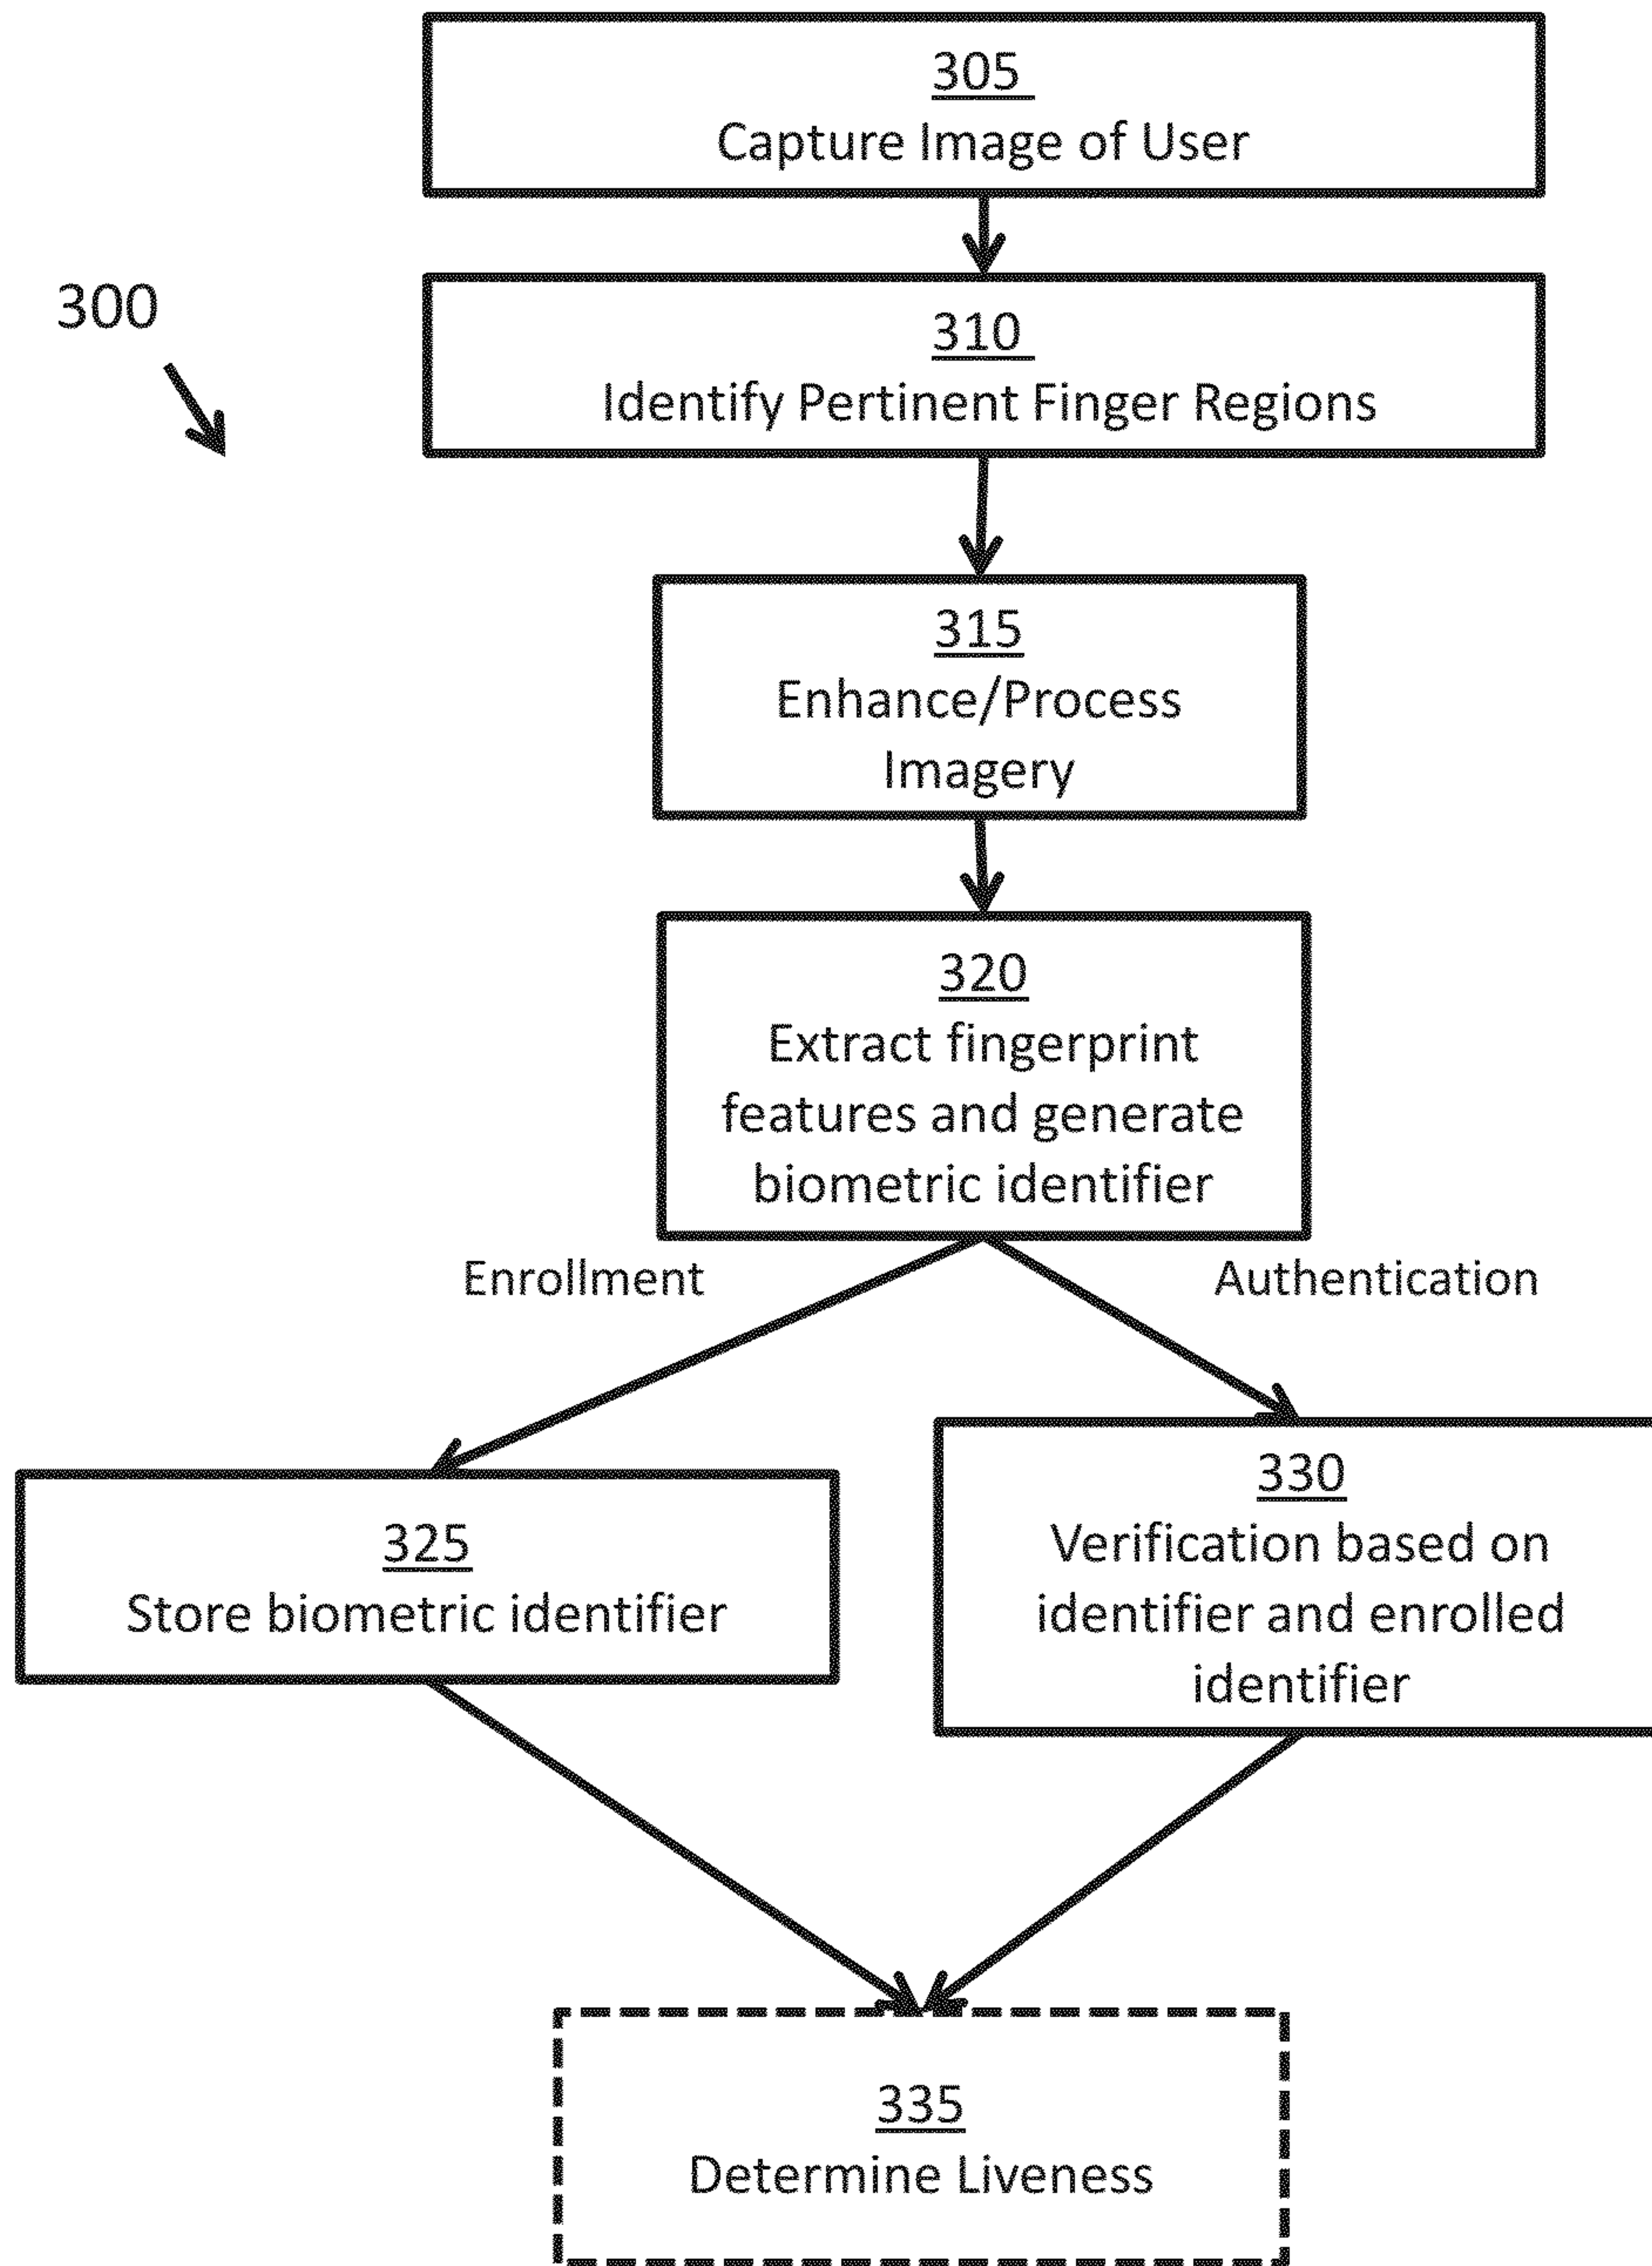 305
Capture Image of User
300
310
Identify Pertinent Finger Regions
315
Enhance/Process
Imagery
320
Extract fingerprint
features and generate
biometric identifier
Enrollment
Authentication
325
Store biometric identifier
330
Verification based on
identifier and enrolled
identifier
335
Determine Liveness